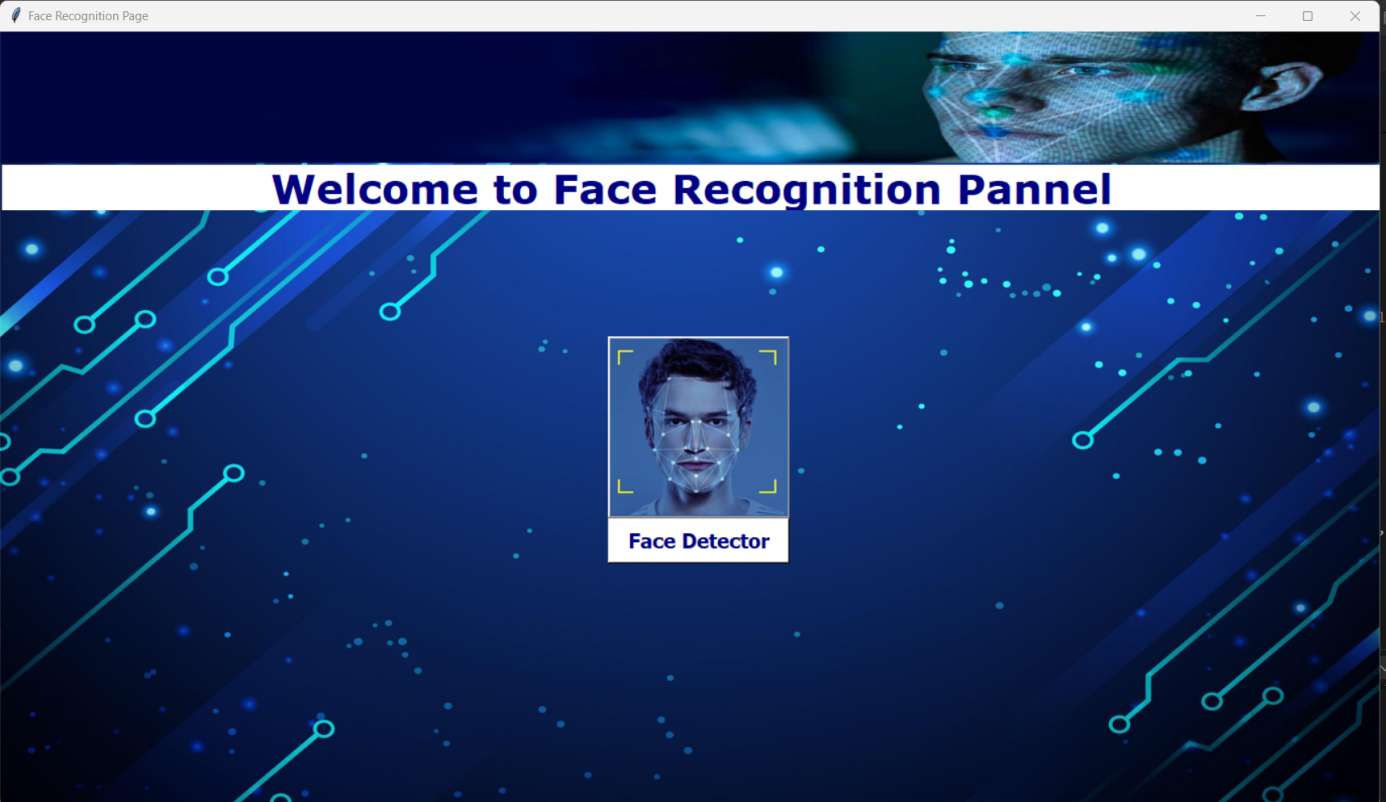 Face Recognition Page
Welcome to Face Recognition Pannel
Face Detector